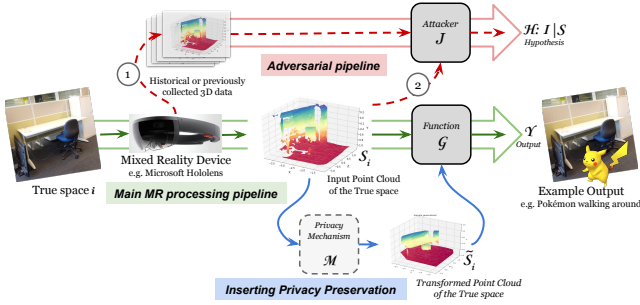 1
Historical or previously
collected 3D data
Adversarial pipeline
Attacker
J
H: I | S
Hypothesis
2
True space i
Mixed Reality Device
e.g. Microsoft Hololens
Main MR processing pipeline
S_i
Input Point Cloud
of the True space
Function
G
Y
Output
Example Output
e.g. Pokémon walking around
Privacy
Mechanism
M
S̃_i
Transformed Point Cloud
of the True space
Inserting Privacy Preservation